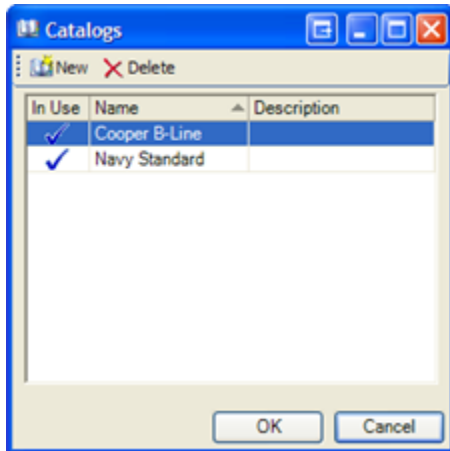 Catalogs
New Delete
In Use Name Description
Cooper B-Line
Navy Standard
OK Cancel